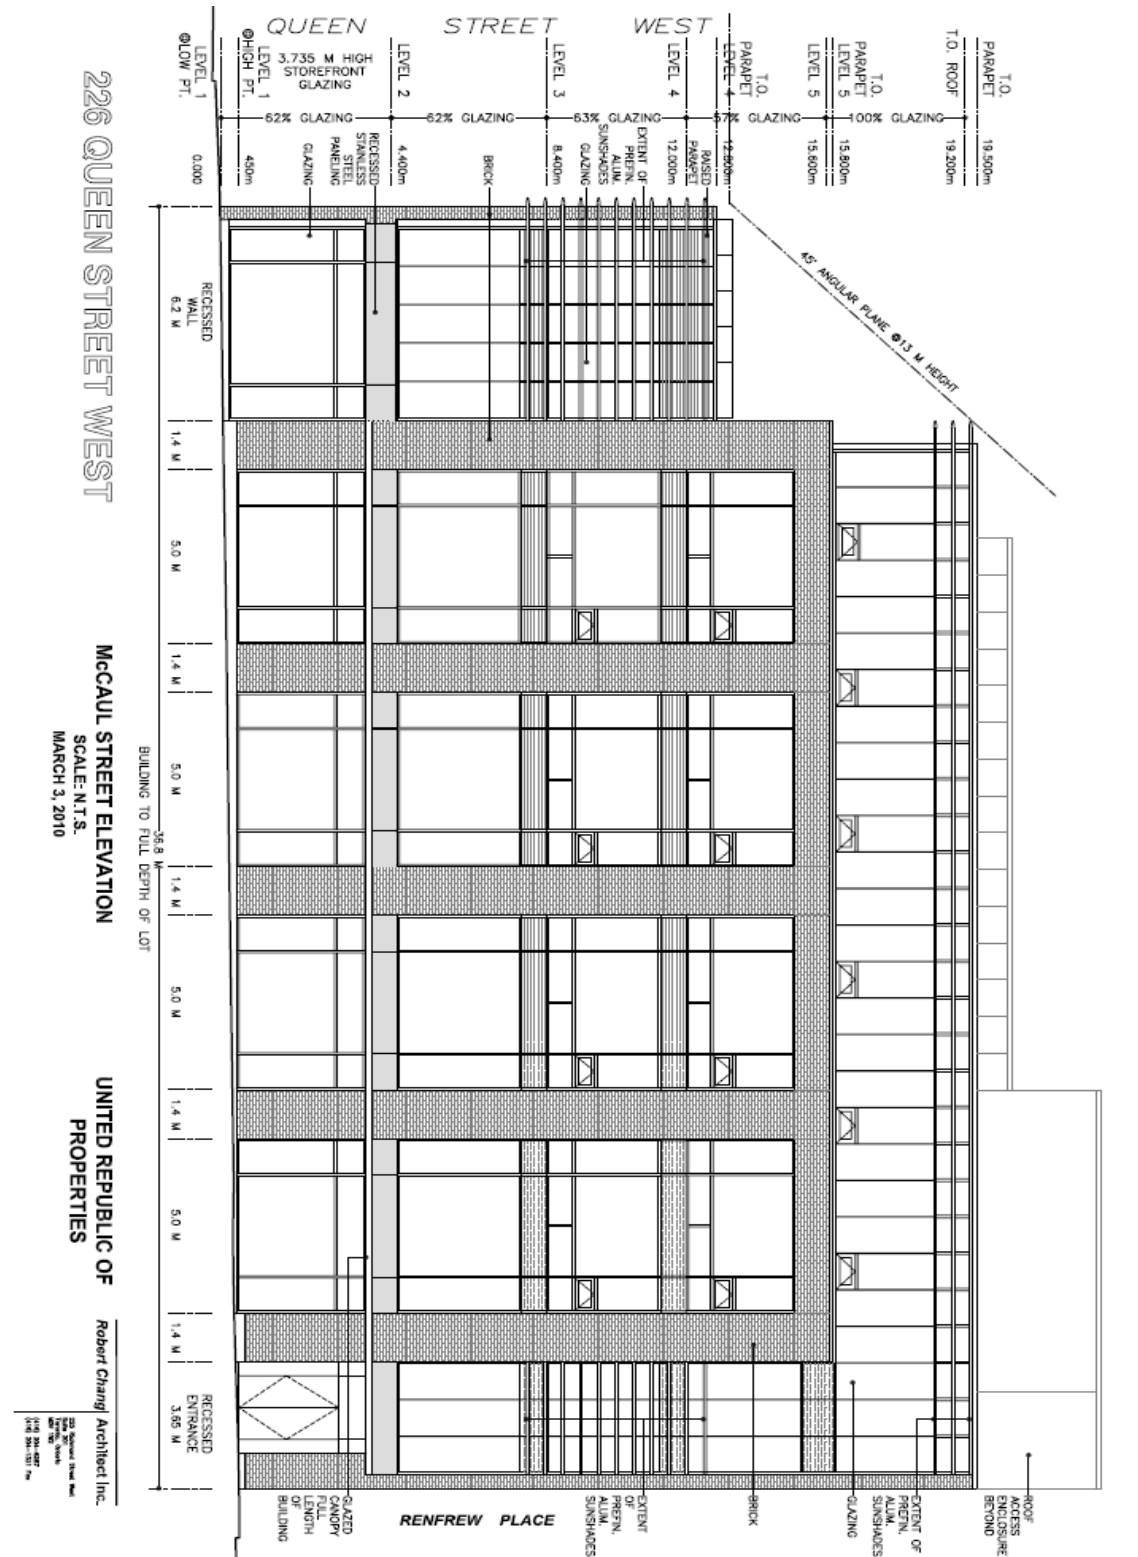 QUEEN STREET WEST
LEVEL 1
@LOW PT.
0.000
LEVEL 1
@HIGH PT.
450m
3.735 M HIGH
STOREFRONT
GLAZING
LEVEL 2
4.400m
LEVEL 3
8.400m
LEVEL 4
12.000m
T.O.
PARAPET
LEVEL 4
LEVEL 5
15.600m
T.O.
PARAPET
LEVEL 5
15.800m
T.O. ROOF
19.200m
T.O.
PARAPET
19.500m
62% GLAZING
62% GLAZING
63% GLAZING
57% GLAZING
100% GLAZING
GLAZING
RECESSED
STAINLESS
STEEL
PANELING
BRICK
GLAZING
EXTENT OF
PREFIN.
ALUM.
SUNSHADES
RAISED
PARAPET
45° ANGULAR PLANE @13 M HEIGHT
RECESSED
WALL
6.2 M
1.4 M
5.0 M
1.4 M
5.0 M
1.4 M
5.0 M
1.4 M
5.0 M
1.4 M
RECESSED
ENTRANCE
3.65 M
36.8 M
BUILDING TO FULL DEPTH OF LOT
GLAZED
CANOPY
FULL
LENGTH
OF
BUILDING
RENFREW PLACE
EXTENT
OF
PREFIN.
ALUM.
SUNSHADES
BRICK
GLAZING
EXTENT OF
PREFIN.
ALUM.
SUNSHADES
ROOF
ACCESS
ENCLOSURE
BEYOND
226 QUEEN STREET WEST
McCAUL STREET ELEVATION
SCALE: N.T.S.
MARCH 3, 2010
UNITED REPUBLIC OF
PROPERTIES
Robert Chang Architect Inc.